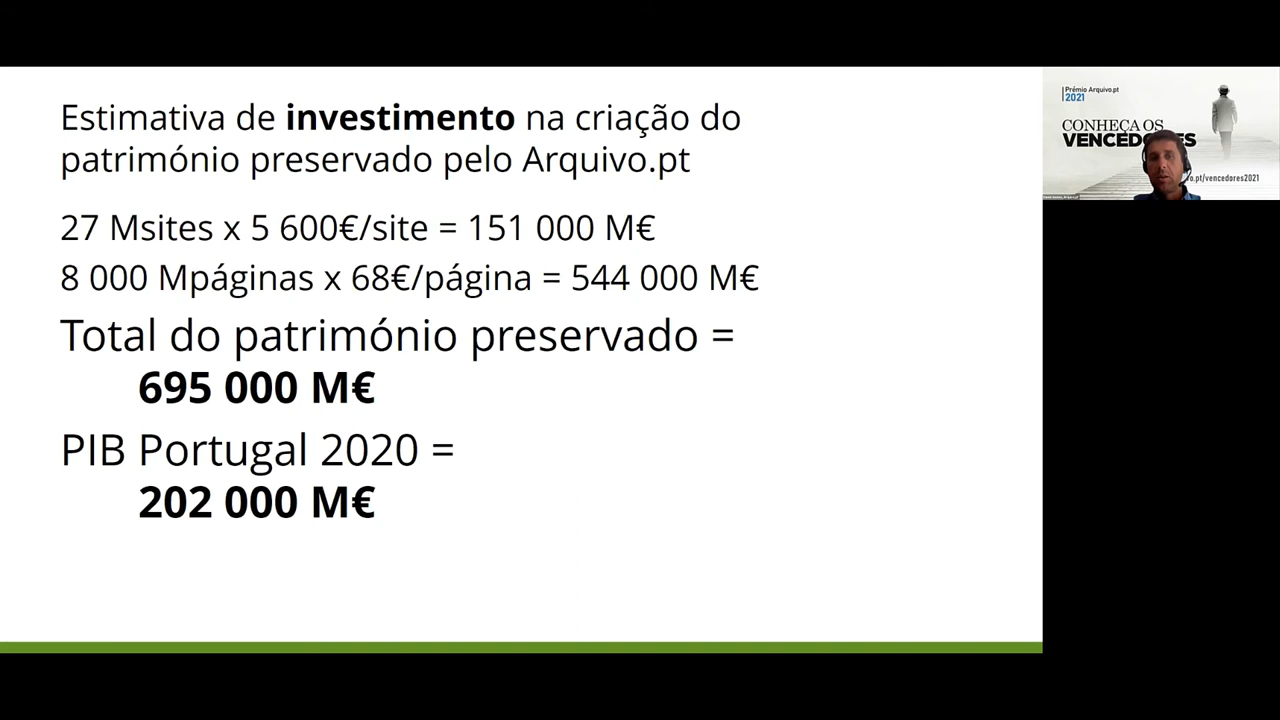 Estimativa de investimento na criação do
património preservado pelo Arquivo.pt
27 Msites x 5 600€/site = 151 000 M€
8 000 Mpáginas x 68€/página = 544 000 M€
Total do património preservado =
695 000 M€
PIB Portugal 2020 =
202 000 M€
Prémio Arquivo.pt
2021
CONHEÇA OS
o.pt/vencedores2021